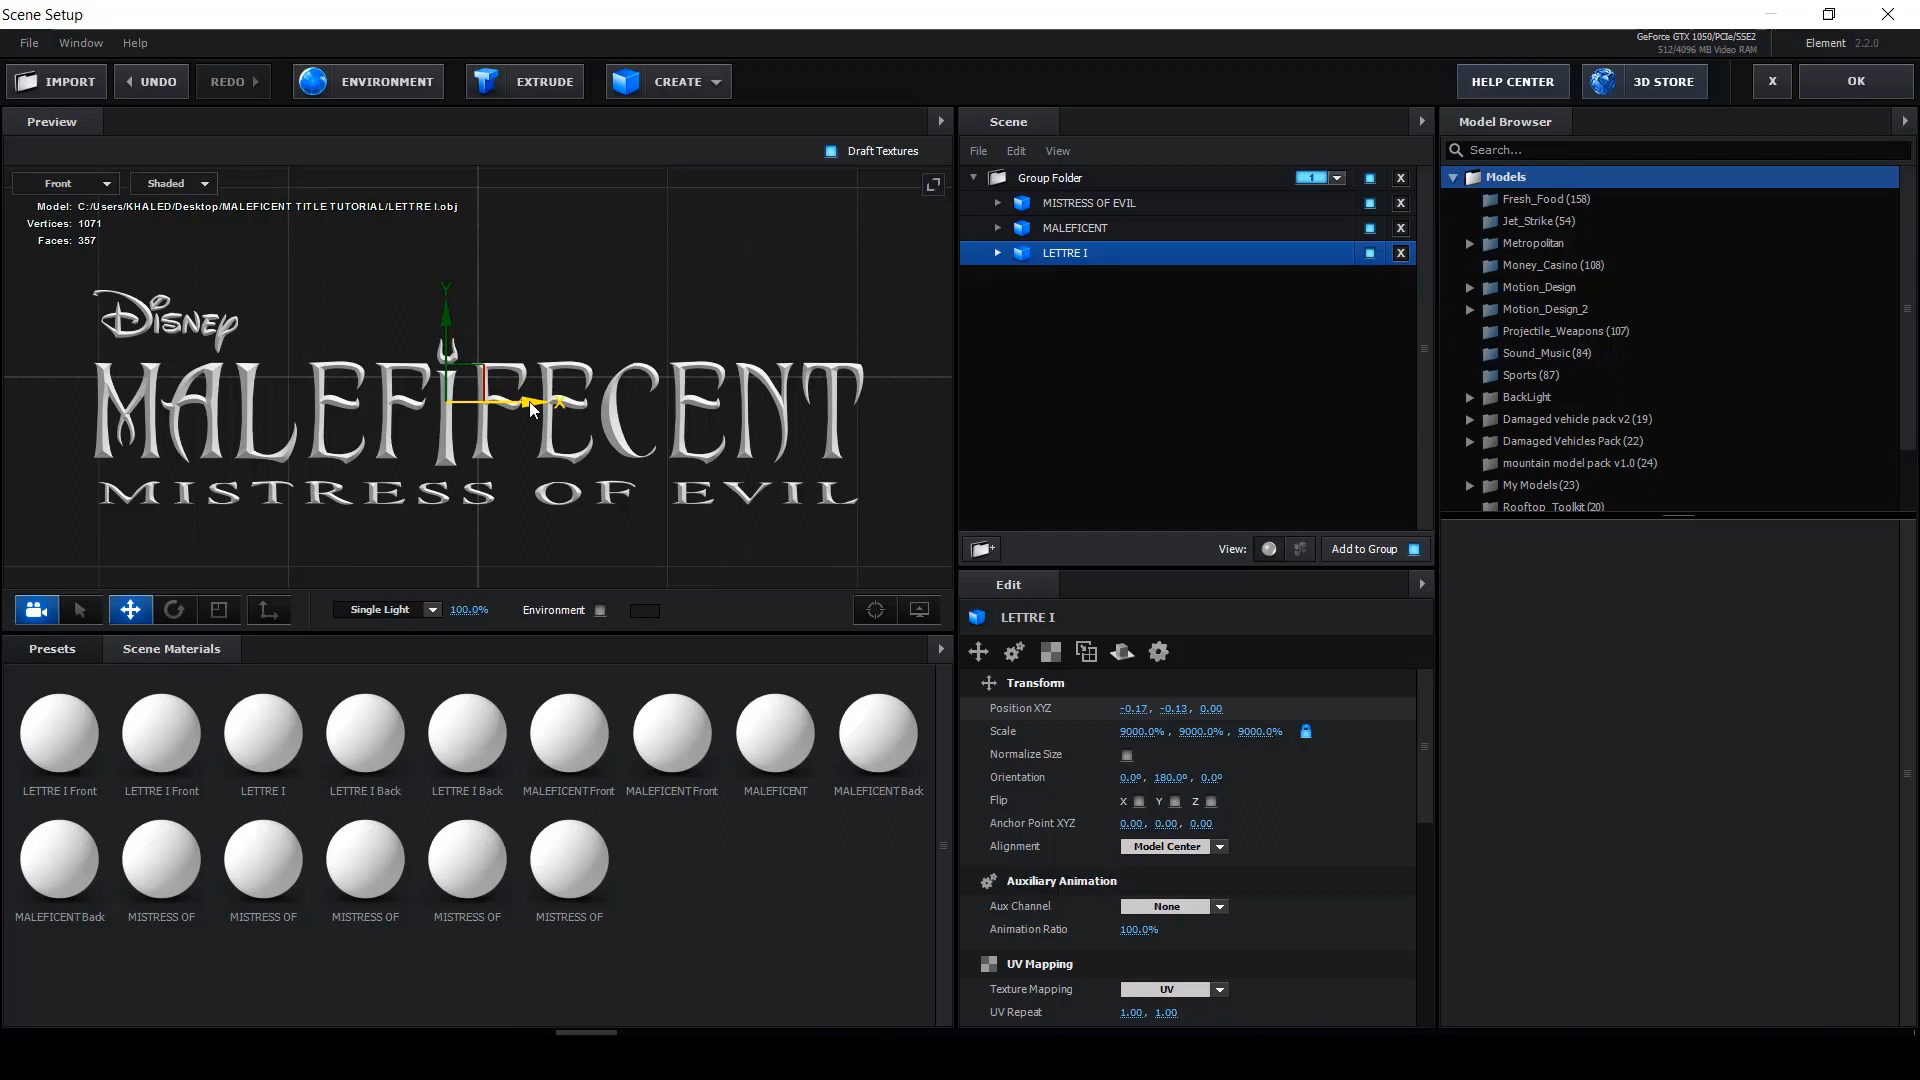 Scene Setup
File Window Help
GeForce GTX 1050/PCIe/SSE2
512/4096 MB Video RAM
Element 2.2.0
IMPORT UNDO REDO ENVIRONMENT EXTRUDE CREATE HELP CENTER 3D STORE X OK
Preview
Draft Textures
Front Shaded
Model: C:/Users/KHALED/Desktop/MALEFICENT TITLE TUTORIAL/LETTRE I.obj
Vertices: 1071
Faces: 357
Y
X
Disney
MALEFIFECENT
MISTRESS OF EVIL
Single Light 100.0% Environment
Presets Scene Materials
LETTRE I Front LETTRE I Front LETTRE I LETTRE I Back LETTRE I Back MALEFICENT Front MALEFICENT Front MALEFICENT MALEFICENT Back
MALEFICENT Back MISTRESS OF MISTRESS OF MISTRESS OF MISTRESS OF MISTRESS OF
Scene
File Edit View
Group Folder 1 X
MISTRESS OF EVIL X
MALEFICENT X
LETTRE I X
View: Add to Group
Edit
LETTRE I
Transform
Position XYZ -0.17, -0.13, 0.00
Scale 9000.0%, 9000.0%, 9000.0%
Normalize Size
Orientation 0.0º, 180.0º, 0.0º
Flip X Y Z
Anchor Point XYZ 0.00, 0.00, 0.00
Alignment Model Center
Auxiliary Animation
Aux Channel None
Animation Ratio 100.0%
UV Mapping
Texture Mapping UV
UV Repeat 1.00, 1.00
Model Browser
Search...
Models
Fresh_Food (158)
Jet_Strike (54)
Metropolitan
Money_Casino (108)
Motion_Design
Motion_Design_2
Projectile_Weapons (107)
Sound_Music (84)
Sports (87)
BackLight
Damaged vehicle pack v2 (19)
Damaged Vehicles Pack (22)
mountain model pack v1.0 (24)
My Models (23)
Rooftop_Toolkit (20)